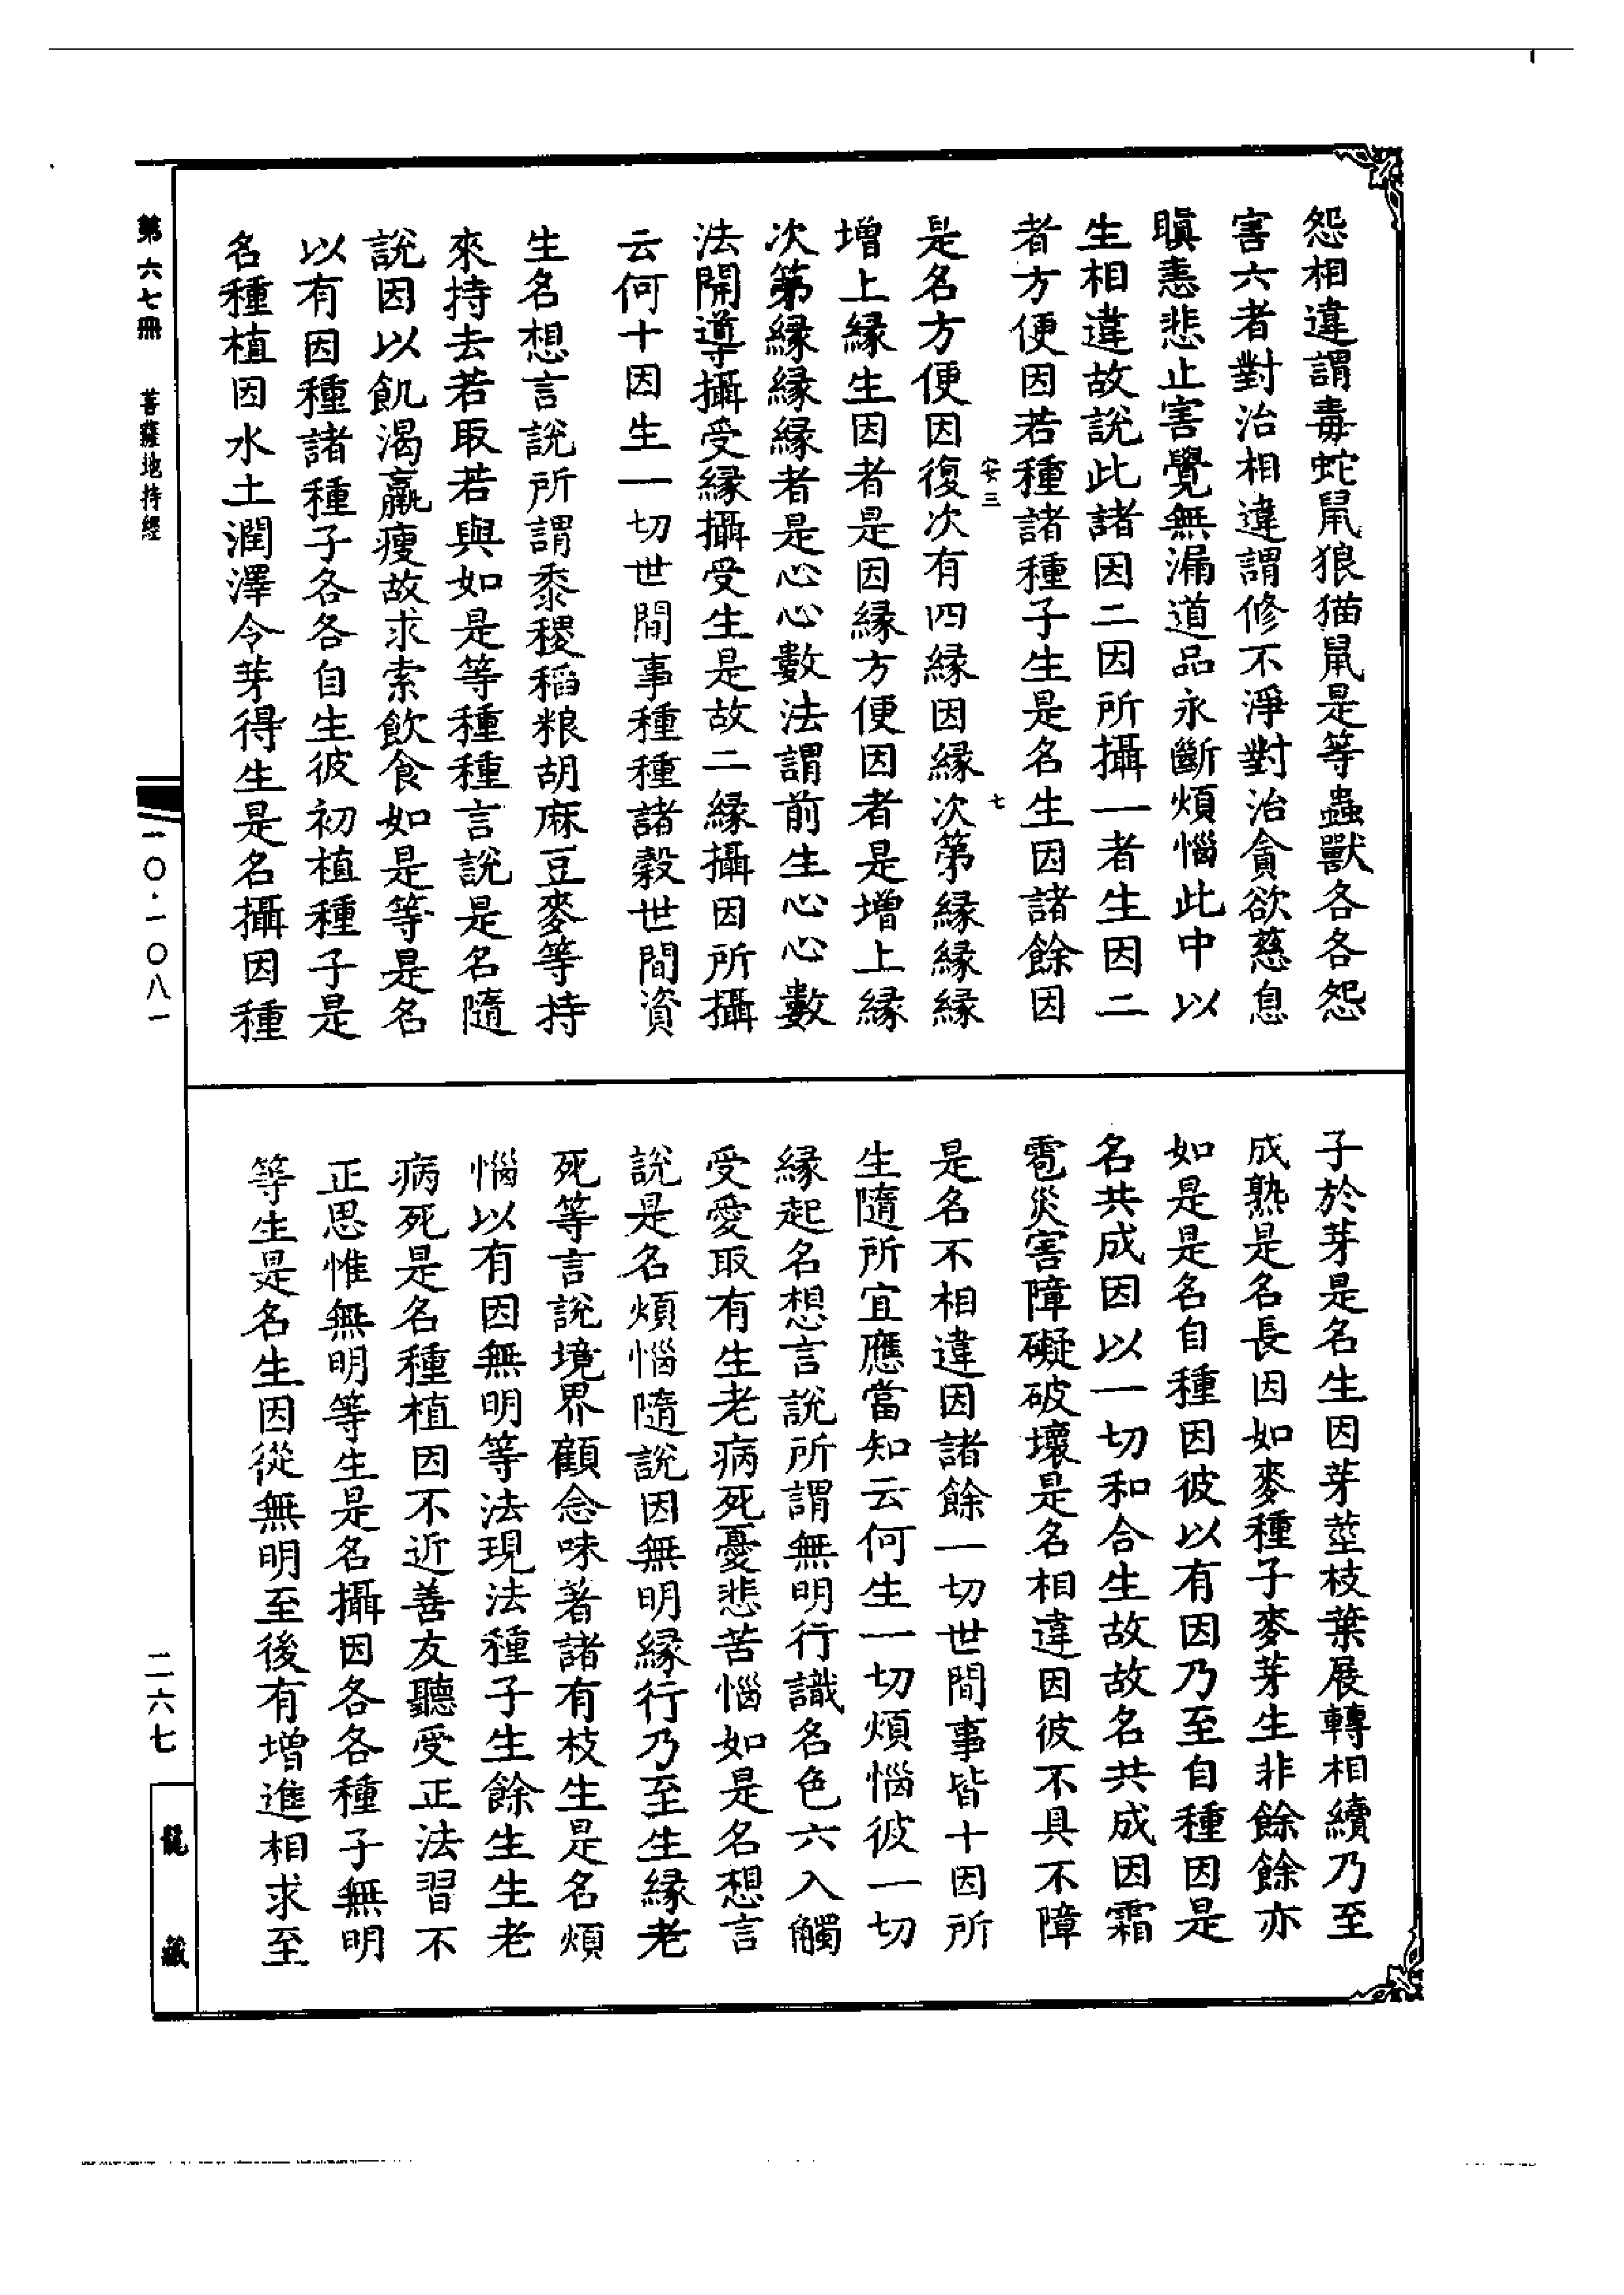 怨相違謂毒蛇鼠狼猫鼠是等蟲獸各各怨
害六者對治相違謂修不淨對治貪欲慈息
瞋恚悲止害覺無漏道品永斷煩惱此中以
生相違故說此諸因二因所攝一者生因二
者方便因若種諸種子生是名生因諸餘因
安三
七
是名方便因復次有四緣因緣次第緣緣緣
增上緣生因者是因緣方便因者是增上緣
次第緣緣緣者是心心數法謂前生心心數
法開導攝受緣攝受生是故二緣攝因所攝
云何十因生一切世間事種種諸穀世間資
生名想言說所謂黍稷稻粮胡麻豆麥等持
來持去若取若與如是等種種言說是名隨
說因以飢渴羸瘦故求索飲食如是等是名
以有因種諸種子各各自生彼初植種子是
名種植因水土潤澤令芽得生是名攝因種
子於芽是名生因芽莖枝葉展轉相續乃至
成熟是名長因如麥種子麥芽生非餘餘亦
如是是名自種因彼以有因乃至自種因是
名共成因以一切和合生故故名共成因霜
雹災害障礙破壞是名相違因彼不具不障
是名不相違因諸餘一切世間事皆十因所
生隨所宜應當知云何生一切煩惱彼一切
緣起名想言說所謂無明行識名色六入觸
受愛取有生老病死憂悲苦惱如是名想言
說是名煩惱隨說因無明緣行乃至生緣老
死等言說境界顧念味著諸有枝生是名煩
惱以有因無明等法現法種子生餘生生老
病死是名種植因不近善友聽受正法習不
正思惟無明等生是名攝因各各種子無明
等生是名生因從無明至後有增進相求至
第六七冊 菩薩地持經
一〇·一〇八一
二六七
龍藏